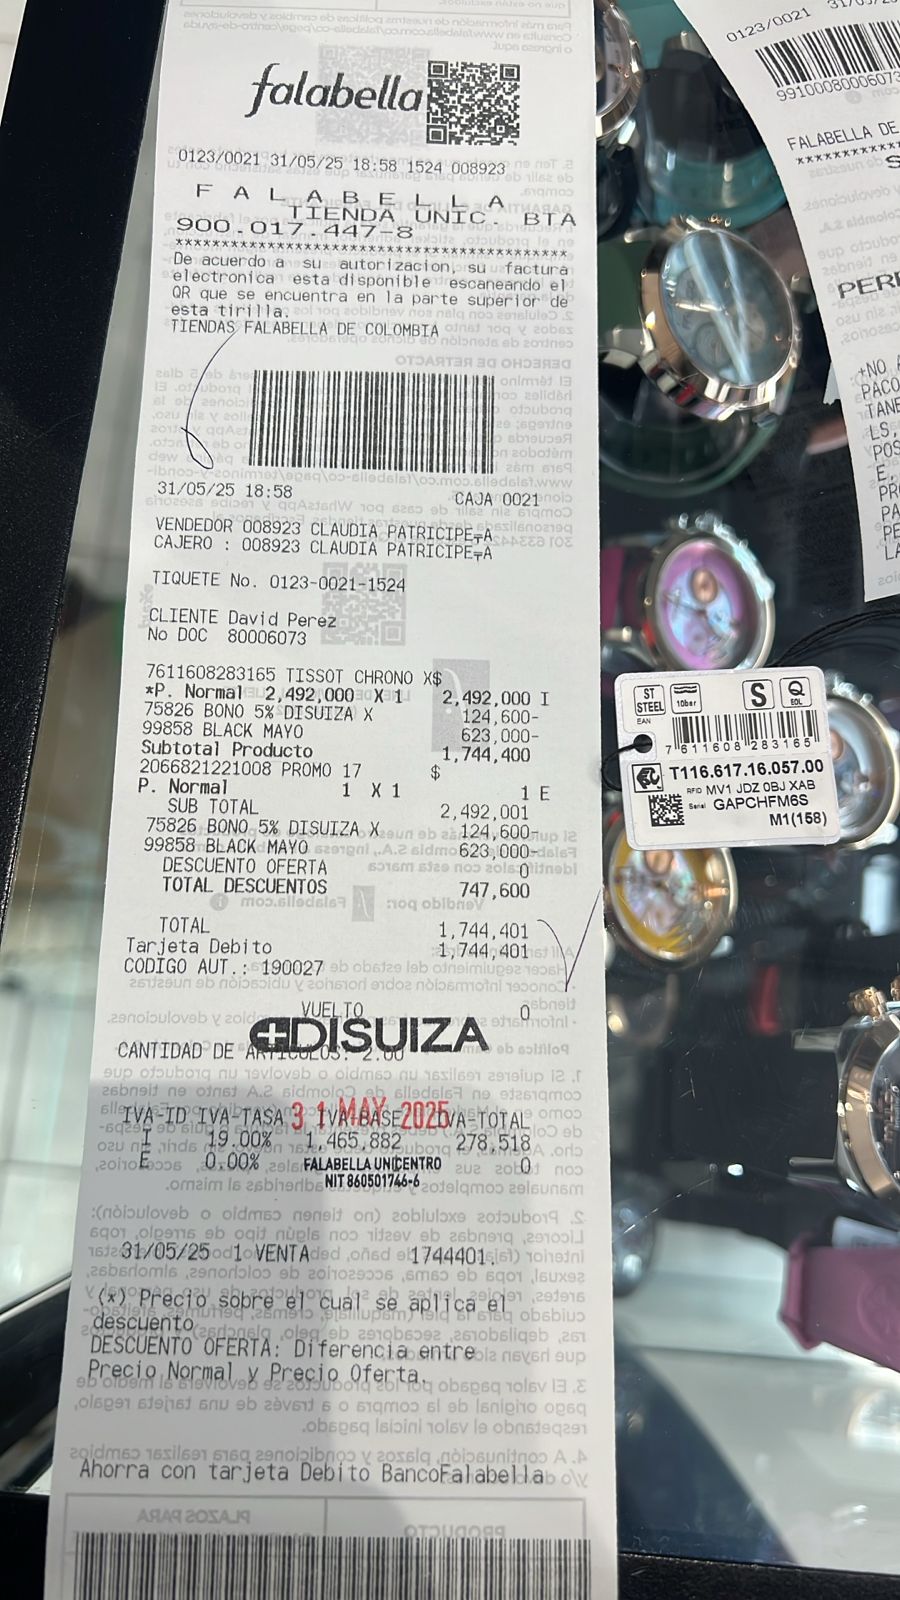 falabella
0123/0021 31/05/25 18:58 1524 008923
F A L A B E L L A
TIENDA UNIC. BTA
900.017.447-8
****************************************
De acuerdo a su autorizacion, su factura
electronica esta disponible escaneando el
QR que se encuentra en la parte superior de
esta tirilla.
TIENDAS FALABELLA DE COLOMBIA
31/05/25 18:58 CAJA 0021
VENDEDOR 008923 CLAUDIA PATRICIPE╤A
CAJERO : 008923 CLAUDIA PATRICIPE╤A
TIQUETE No. 0123-0021-1524
CLIENTE David Perez
No DOC 80006073
7611608283165 TISSOT CHRONO X$
*P. Normal 2,492,000 X 1 2,492,000 I
75826 BONO 5% DISUIZA X 124,600-
99858 BLACK MAYO 623,000-
Subtotal Producto 1,744,400
2066821221008 PROMO 17 $
P. Normal 1 X 1 1 E
SUB TOTAL 2,492,001
75826 BONO 5% DISUIZA X 124,600-
99858 BLACK MAYO 623,000-
DESCUENTO OFERTA 0
TOTAL DESCUENTOS 747,600
TOTAL 1,744,401
Tarjeta Debito 1,744,401
CODIGO AUT.: 190027
VUELTO 0
DISUIZA
CANTIDAD DE ARTICULOS: 2.00
IVA-ID IVA-TASA IVA-BASE IVA-TOTAL
31 MAY 2025
I 19.00% 1,465,882 278,518
E 0.00% 0
FALABELLA UNICENTRO
NIT 860501746-6
31/05/25 1 VENTA 1744401.
(*) Precio sobre el cual se aplica el
descuento
DESCUENTO OFERTA: Diferencia entre
Precio Normal y Precio Oferta.
Ahorra con tarjeta Debito BancoFalabella
ST STEEL 10bar S Q EOL
EAN
7 611608 283165
T116.617.16.057.00
RFID MV1 JDZ 0BJ XAB
Serial GAPCHFM6S
M1(158)
0123/0021
FALABELLA DE